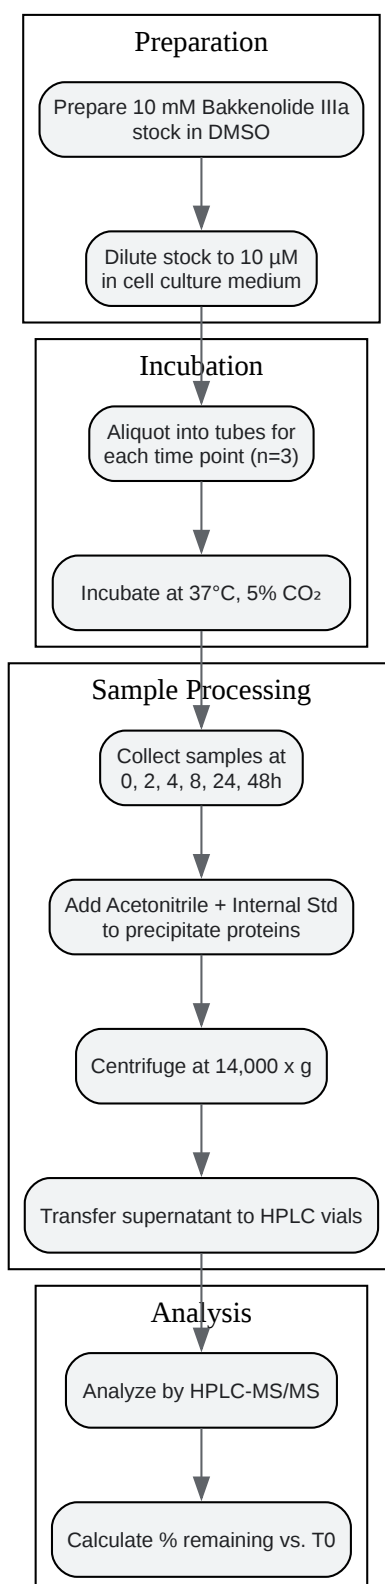 Preparation
Prepare 10 mM Bakkenolide IIIa
stock in DMSO
Dilute stock to 10 µM
in cell culture medium
Incubation
Aliquot into tubes for
each time point (n=3)
Incubate at 37°C, 5% CO₂
Sample Processing
Collect samples at
0, 2, 4, 8, 24, 48h
Add Acetonitrile + Internal Std
to precipitate proteins
Centrifuge at 14,000 x g
Transfer supernatant to HPLC vials
Analysis
Analyze by HPLC-MS/MS
Calculate % remaining vs. T0